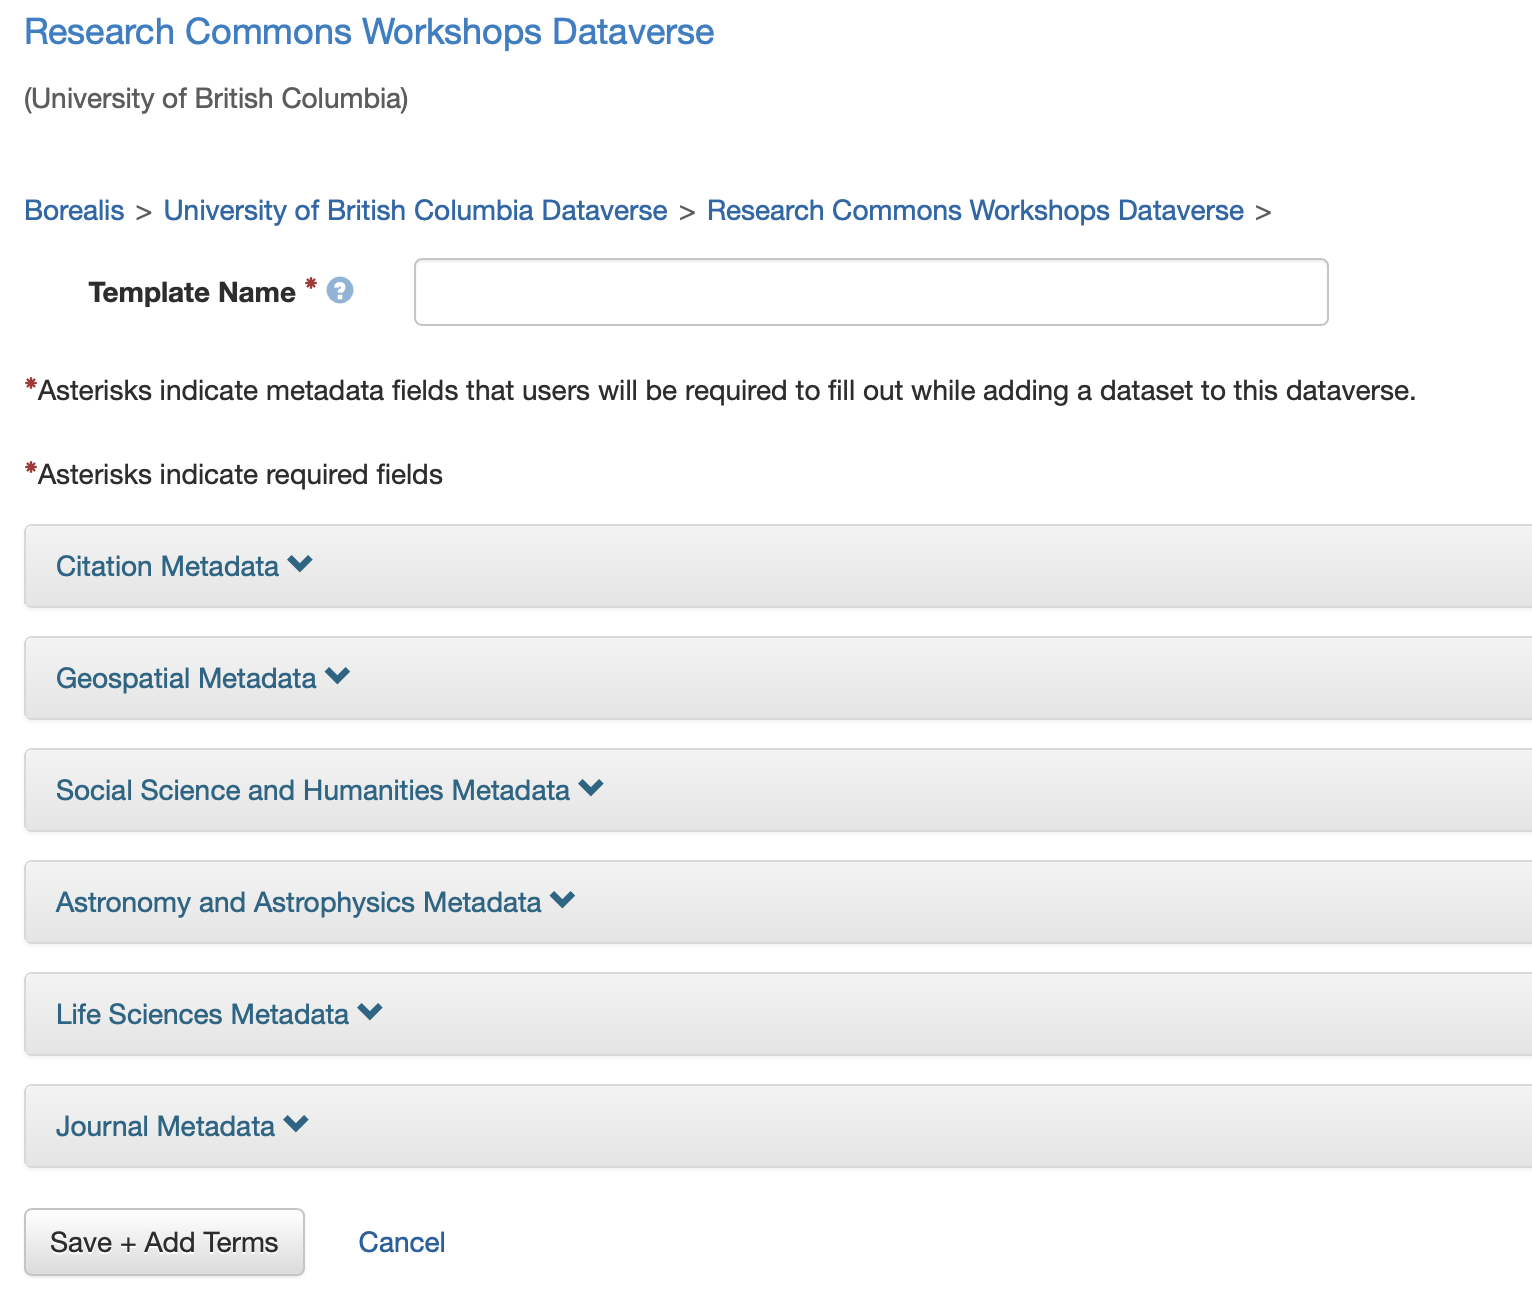 Research Commons Workshops Dataverse
(University of British Columbia)
Borealis > University of British Columbia Dataverse > Research Commons Workshops Dataverse >
Template Name * ?
*Asterisks indicate metadata fields that users will be required to fill out while adding a dataset to this dataverse.
*Asterisks indicate required fields
Citation Metadata
Geospatial Metadata
Social Science and Humanities Metadata
Astronomy and Astrophysics Metadata
Life Sciences Metadata
Journal Metadata
Save + Add Terms Cancel